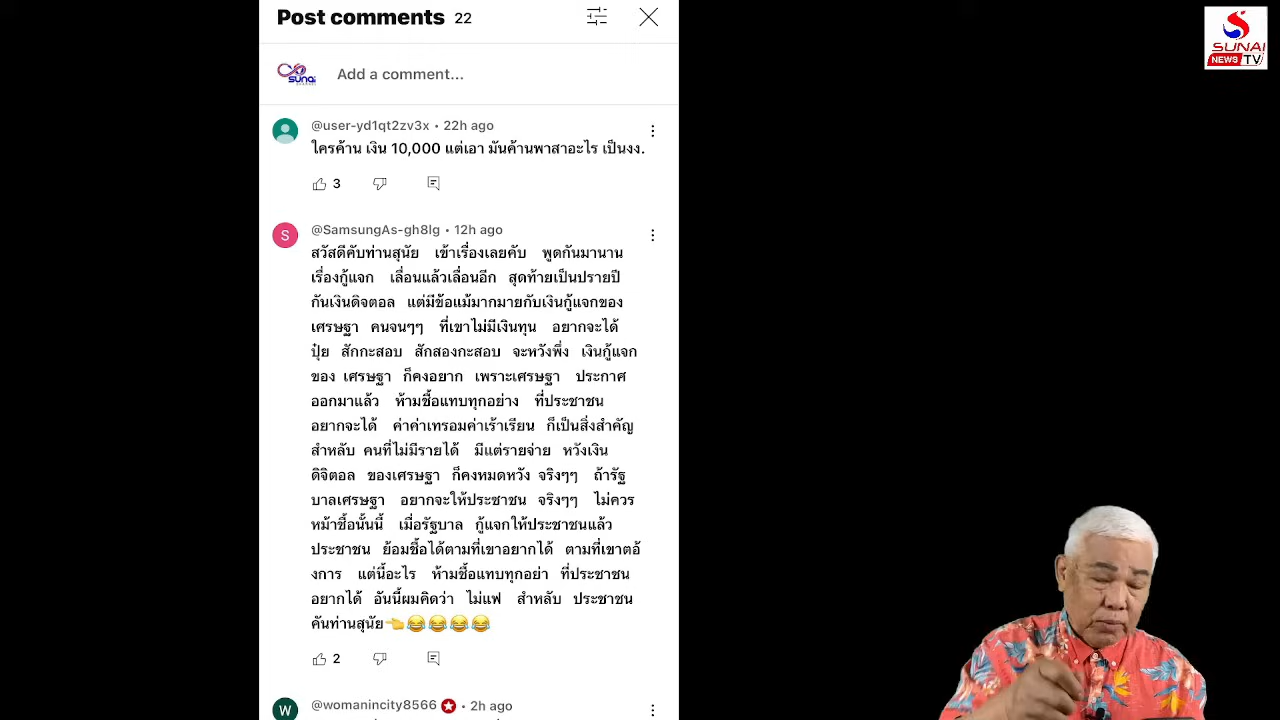 Post comments 22
SUNAI
NEWS TV
sunai
Add a comment...
@user-yd1qt2zv3x • 22h ago
ใครค้าน เงิน 10,000 แต่เอา มันค้านพาสาอะไร เป็นงง.
3
@SamsungAs-gh8lg • 12h ago
S
สวัสดีคับท่านสุนัย เข้าเรื่องเลยคับ พูดกันมานาน
เรื่องกู้แจก เลื่อนแล้วเลื่อนอีก สุดท้ายเป็นปรายปี
กันเงินดิจตอล แต่มีข้อแม้มากมายกับเงินกู้แจกของ
เศรษฐา คนจนๆๆ ที่เขาไม่มีเงินทุน อยากจะได้
ปุ๋ย สักกะสอบ สักสองกะสอบ จะหวังพึ่ง เงินกู้แจก
ของ เศรษฐา ก็คงอยาก เพราะเศรษฐา ประกาศ
ออกมาแล้ว ห้ามซื้อแทบทุกอย่าง ที่ประชาชน
อยากจะได้ ค่าค่าเทรอมค่าเร้าเรียน ก็เป็นสิ่งสำคัญ
สำหลับ คนที่ไม่มีรายได้ มีแต่รายจ่าย หวังเงิน
ดิจิตอล ของเศรษฐา ก็คงหมดหวัง จริงๆๆ ถ้ารัฐ
บาลเศรษฐา อยากจะให้ประชาชน จริงๆๆ ไม่ควร
หม้าซื้อนั้นนี้ เมื่อรัฐบาล กู้แจกให้ประชาชนแล้ว
ประชาชน ย้อมซื้อได้ตามที่เขาอยากได้ ตามที่เขาตอ้
งการ แต่นี้อะไร ห้ามซื้อแทบทุกอย่า ที่ประชาชน
อยากได้ อันนี้ผมคิดว่า ไม่แฟ สำหลับ ประชาชน
คันท่านสุนัย👈😂😂😂😂
2
W
@womanincity8566 • 2h ago